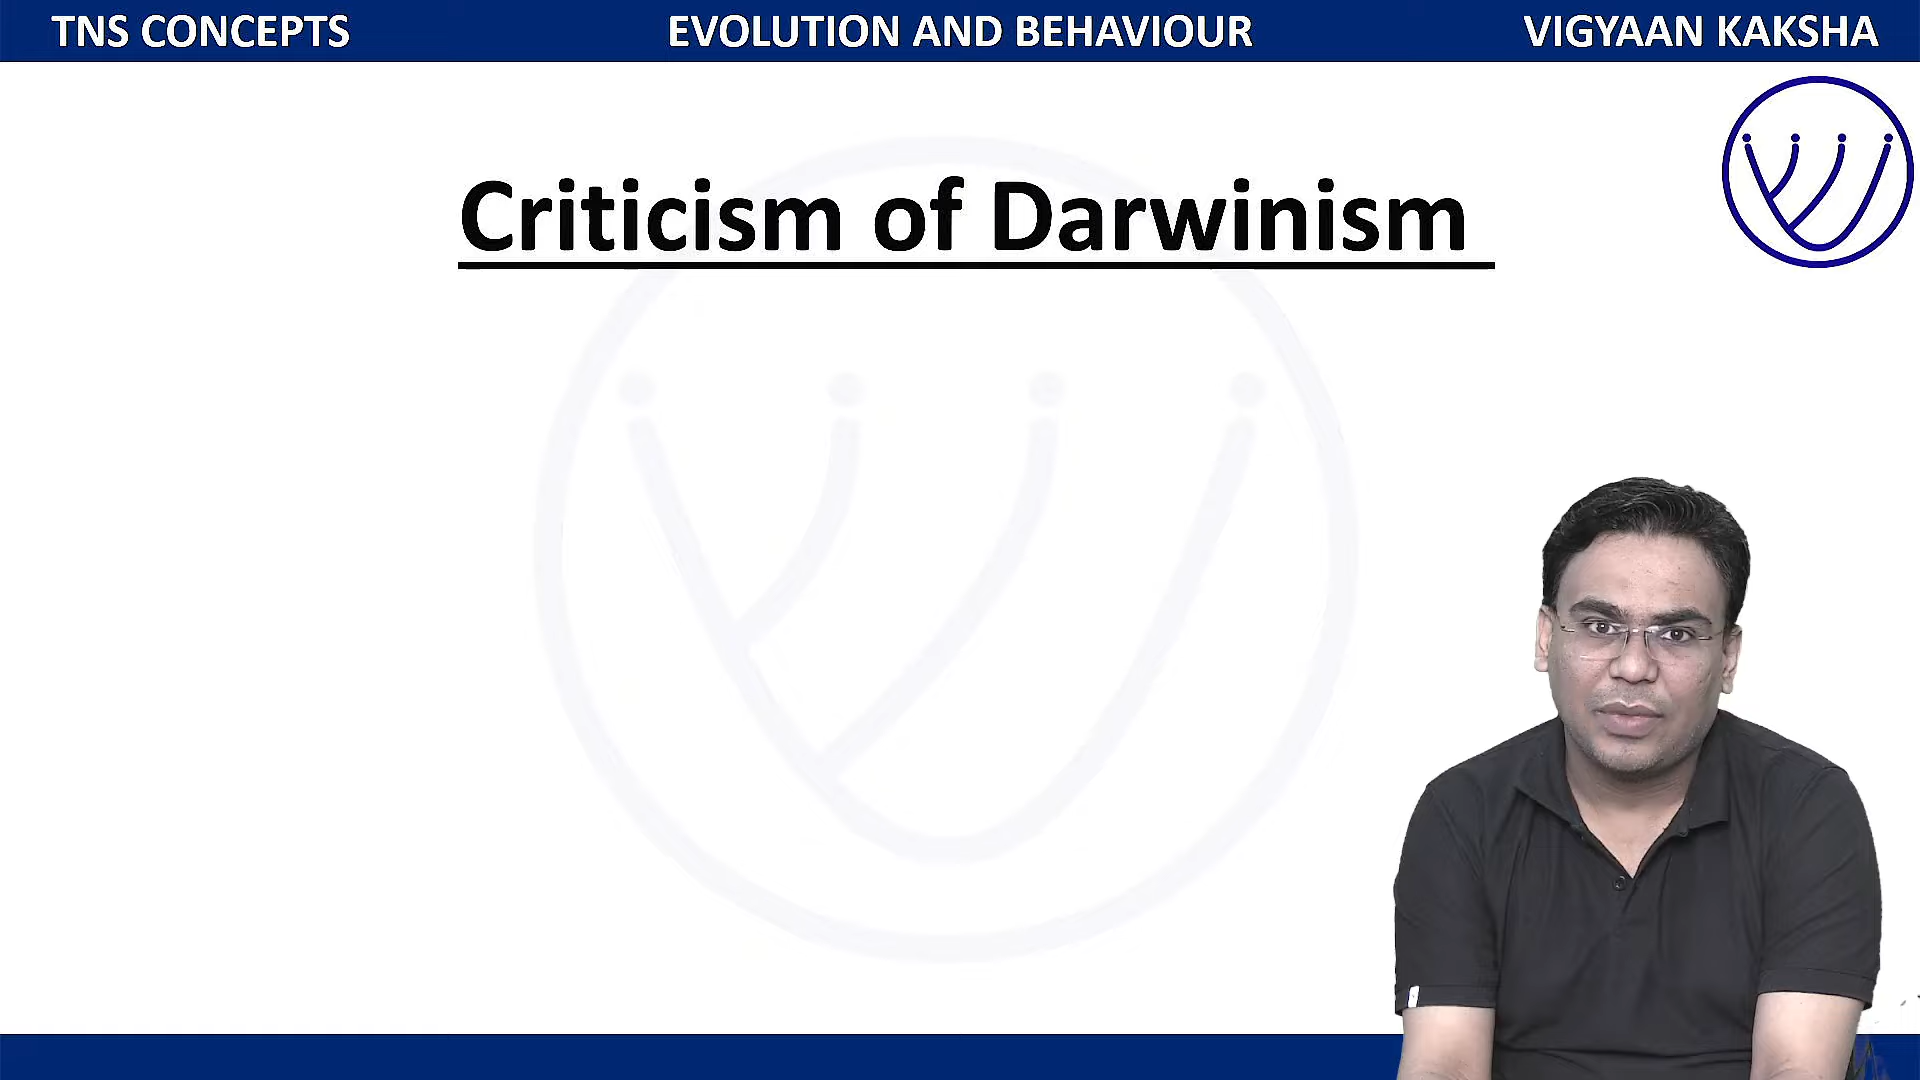 TNS CONCEPTS
EVOLUTION AND BEHAVIOUR
VIGYAAN KAKSHA
Criticism of Darwinism